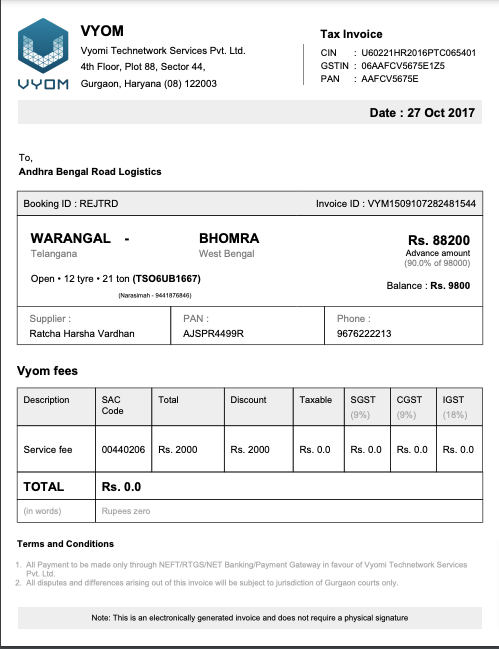 VYOM
VYOM
Vyomi Technetwork Services Pvt. Ltd.
4th Floor, Plot 88, Sector 44,
Gurgaon, Haryana (08) 122003
Tax Invoice
CIN : U60221HR2016PTC065401
GSTIN : 06AAFCV5675E1Z5
PAN : AAFCV5675E
Date : 27 Oct 2017
To,
Andhra Bengal Road Logistics
Booking ID : REJTRD Invoice ID : VYM1509107282481544
WARANGAL - BHOMRA Rs. 88200
Telangana West Bengal Advance amount
(90.0% of 98000)
Open • 12 tyre • 21 ton (TSO6UB1667) Balance : Rs. 9800
(Narasimah - 9441876846)
Supplier : PAN : Phone :
Ratcha Harsha Vardhan AJSPR4499R 9676222213
Vyom fees
Description SAC Code Total Discount Taxable SGST (9%) CGST (9%) IGST (18%)
Service fee 00440206 Rs. 2000 Rs. 2000 Rs. 0.0 Rs. 0.0 Rs. 0.0 Rs. 0.0
TOTAL Rs. 0.0
(in words) Rupees zero
Terms and Conditions
1. All Payment to be made only through NEFT/RTGS/NET Banking/Payment Gateway in favour of Vyomi Technetwork Services
Pvt. Ltd.
2. All disputes and differences arising out of this invoice will be subject to jurisdiction of Gurgaon courts only.
Note: This is an electronically generated invoice and does not require a physical signature